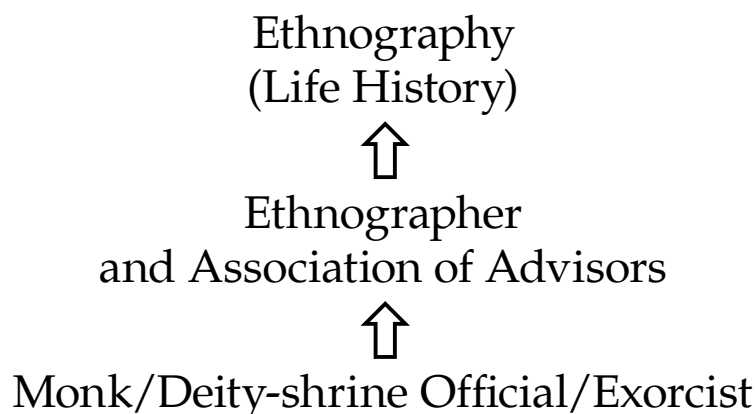 Ethnography
(Life History)
Ethnographer
and Association of Advisors
Monk/Deity-shrine Official/Exorcist